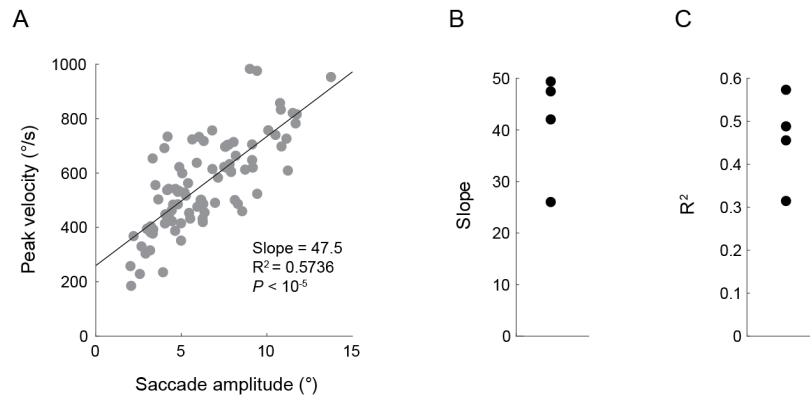 A
Peak velocity (°/s)
1000
800
600
400
200
0
0 5 10 15
Saccade amplitude (°)
Slope = 47.5
R² = 0.5736
P < 10⁻⁵
B
Slope
50
40
30
20
10
0
C
R²
0.6
0.5
0.4
0.3
0.2
0.1
0